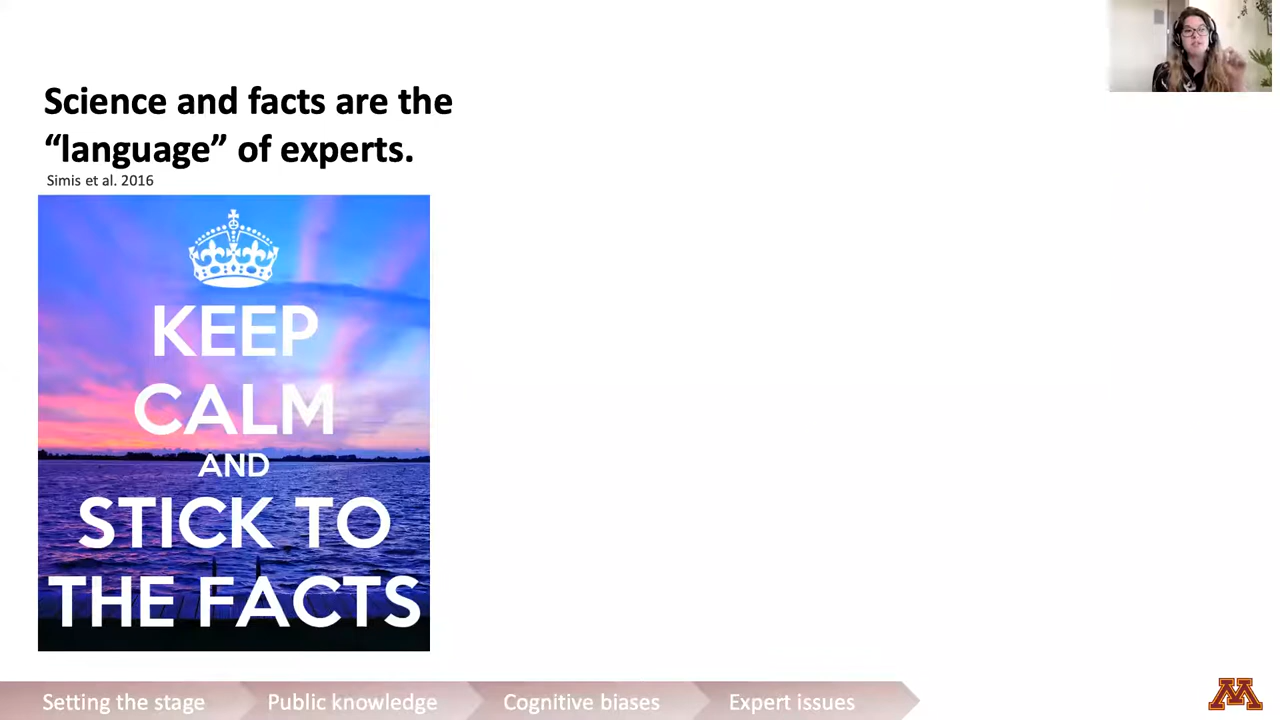 Science and facts are the
“language” of experts.
Simis et al. 2016
KEEP
CALM
AND
STICK TO
THE FACTS
Setting the stage
Public knowledge
Cognitive biases
Expert issues
M